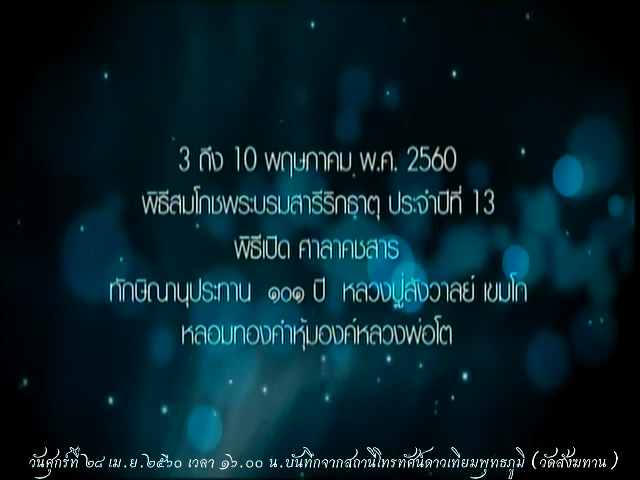 3 ถึง 10 พฤษภาคม พ.ศ. 2560
พิธีสมโภชพระบรมสารีริกธาตุ ประจำปีที่ 13
พิธีเปิด ศาลาคชสาร
ทักษิณานุประทาน ๑๐๑ ปี หลวงปู่สังวาลย์ เขมโก
หลอมทองคำหุ้มองค์หลวงพ่อโต
วันศุกร์ที่ ๒๘ เม.ย.๒๕๖๐ เวลา ๑๖.๐๐ น.บันทึกจากสถานีโทรทัศน์ดาวเทียมพุทธภูมิ (วัดสังฆทาน)